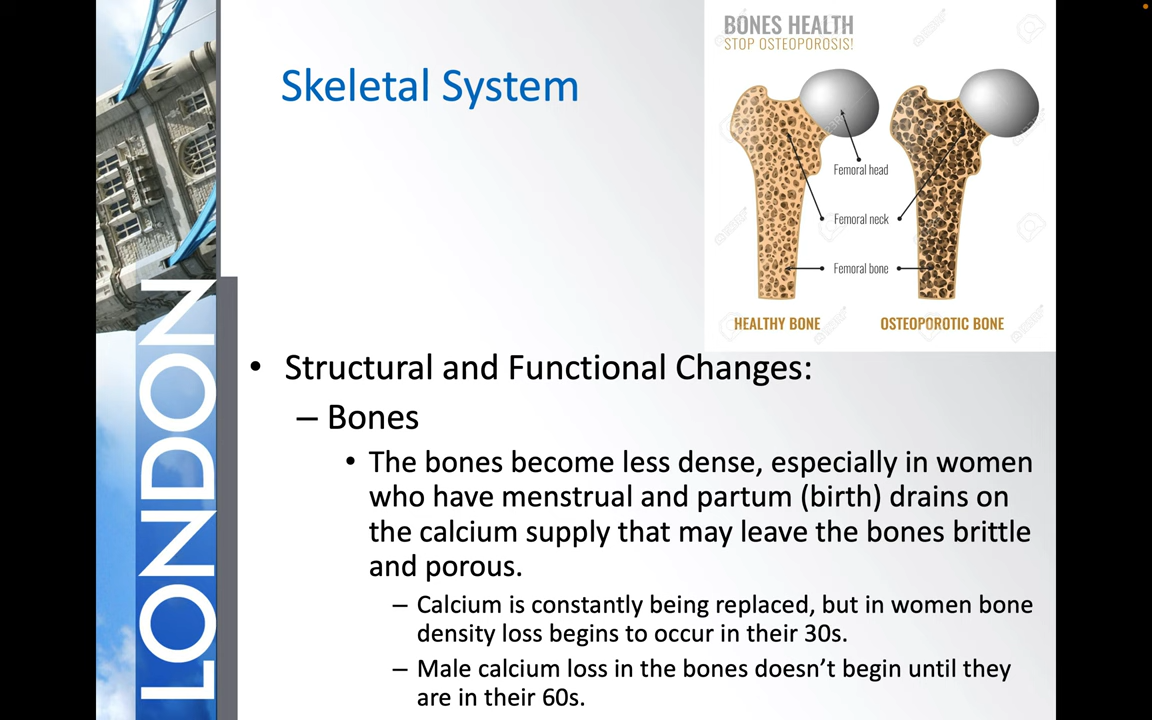 BONES HEALTH
STOP OSTEOPOROSIS!
Skeletal System
Femoral head
Femoral neck
Femoral bone
HEALTHY BONE
OSTEOPOROTIC BONE
LONDON
• Structural and Functional Changes:
– Bones
• The bones become less dense, especially in women
who have menstrual and partum (birth) drains on
the calcium supply that may leave the bones brittle
and porous.
– Calcium is constantly being replaced, but in women bone
density loss begins to occur in their 30s.
– Male calcium loss in the bones doesn’t begin until they
are in their 60s.